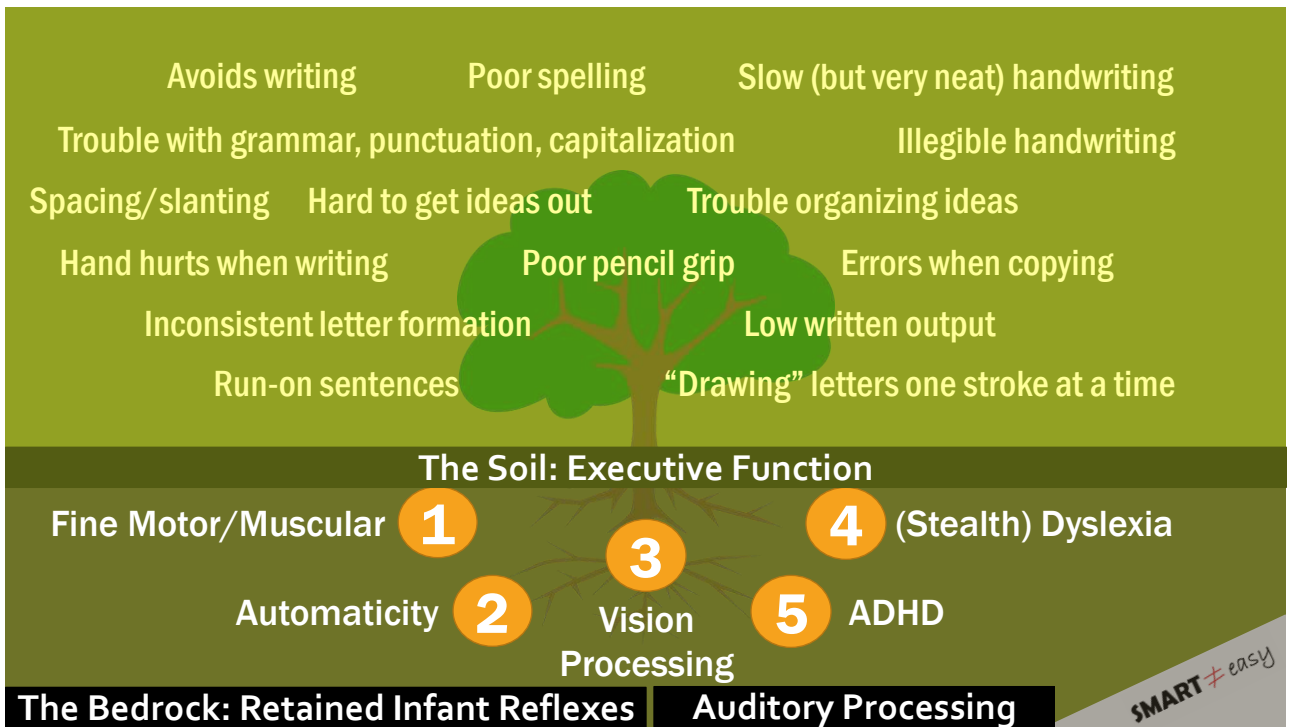 Avoids writing Poor spelling Slow (but very neat) handwriting
Trouble with grammar, punctuation, capitalization Illegible handwriting
Spacing/slanting Hard to get ideas out Trouble organizing ideas
Hand hurts when writing Poor pencil grip Errors when copying
Inconsistent letter formation Low written output
Run-on sentences "Drawing" letters one stroke at a time
The Soil: Executive Function
Fine Motor/Muscular 1
4 (Stealth) Dyslexia
3
Vision
Processing
Automaticity 2
5 ADHD
SMART ≠ easy
The Bedrock: Retained Infant Reflexes Auditory Processing